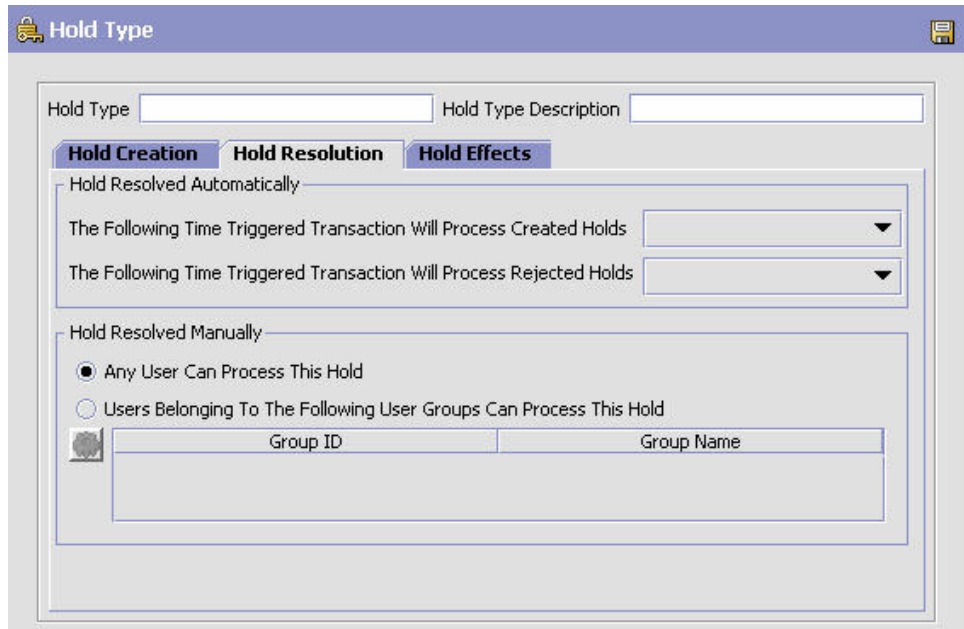 Hold Type
Hold Type Hold Type Description
Hold Creation Hold Resolution Hold Effects
Hold Resolved Automatically
The Following Time Triggered Transaction Will Process Created Holds
The Following Time Triggered Transaction Will Process Rejected Holds
Hold Resolved Manually
Any User Can Process This Hold
Users Belonging To The Following User Groups Can Process This Hold
Group ID Group Name